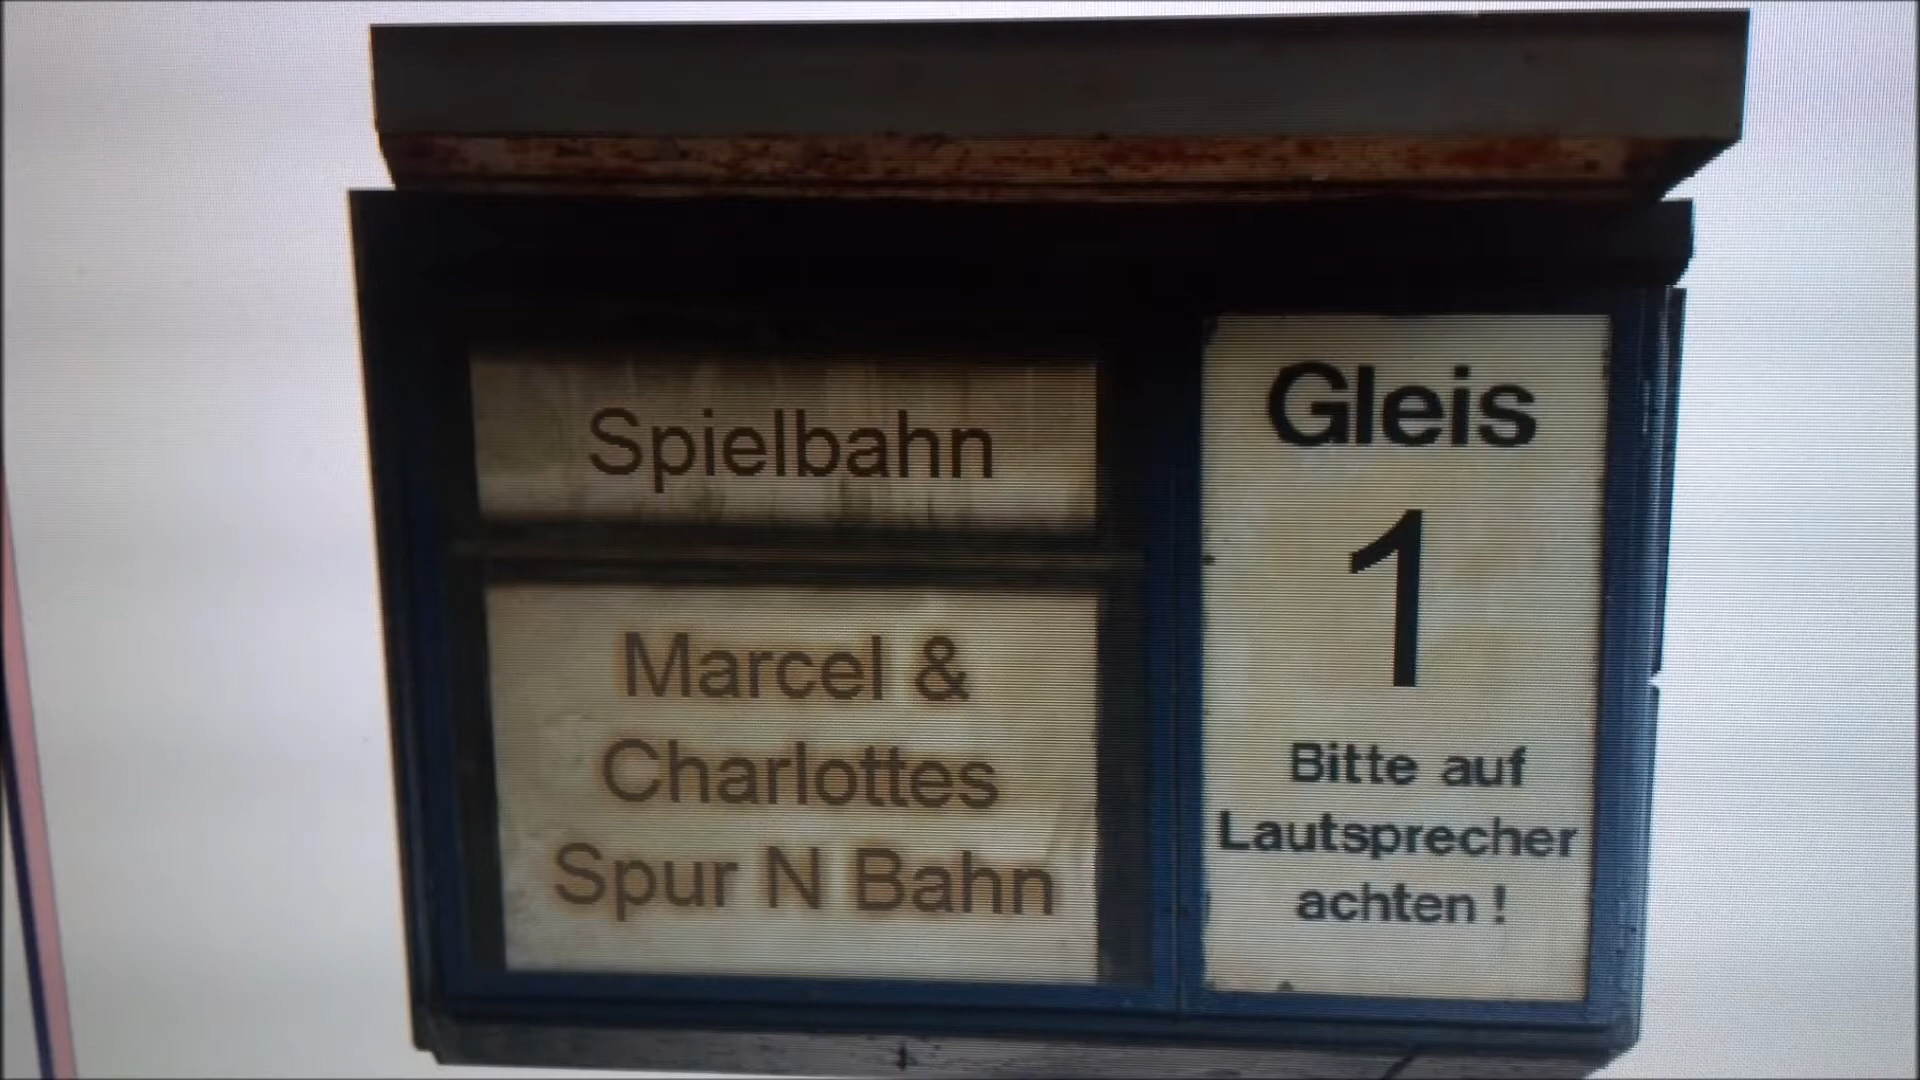 Spielbahn
Marcel &
Charlottes
Spur N Bahn
Gleis
1
Bitte auf
Lautsprecher
achten !